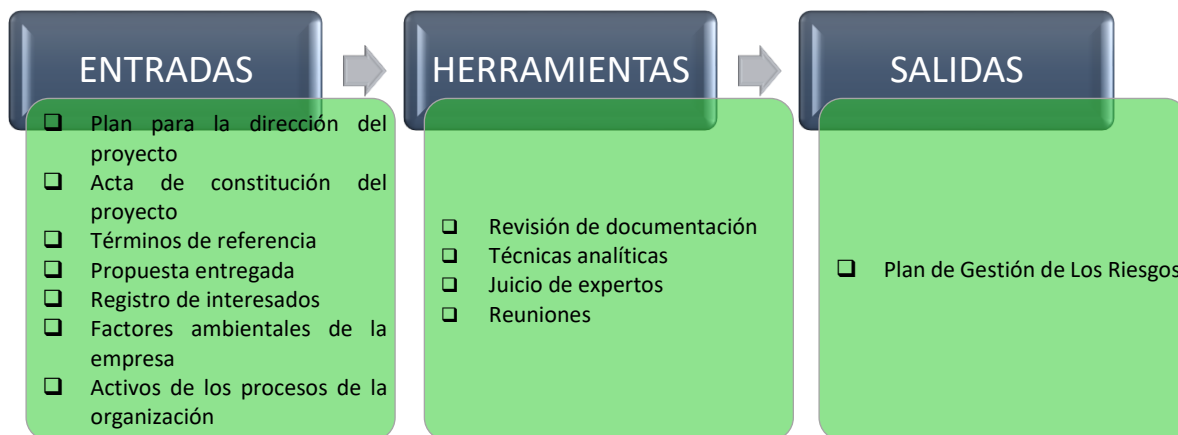 ENTRADAS
❑ Plan para la dirección del
proyecto
❑ Acta de constitución del
proyecto
❑ Términos de referencia
❑ Propuesta entregada
❑ Registro de interesados
❑ Factores ambientales de la
empresa
❑ Activos de los procesos de la
organización
HERRAMIENTAS
❑ Revisión de documentación
❑ Técnicas analíticas
❑ Juicio de expertos
❑ Reuniones
SALIDAS
❑ Plan de Gestión de Los Riesgos